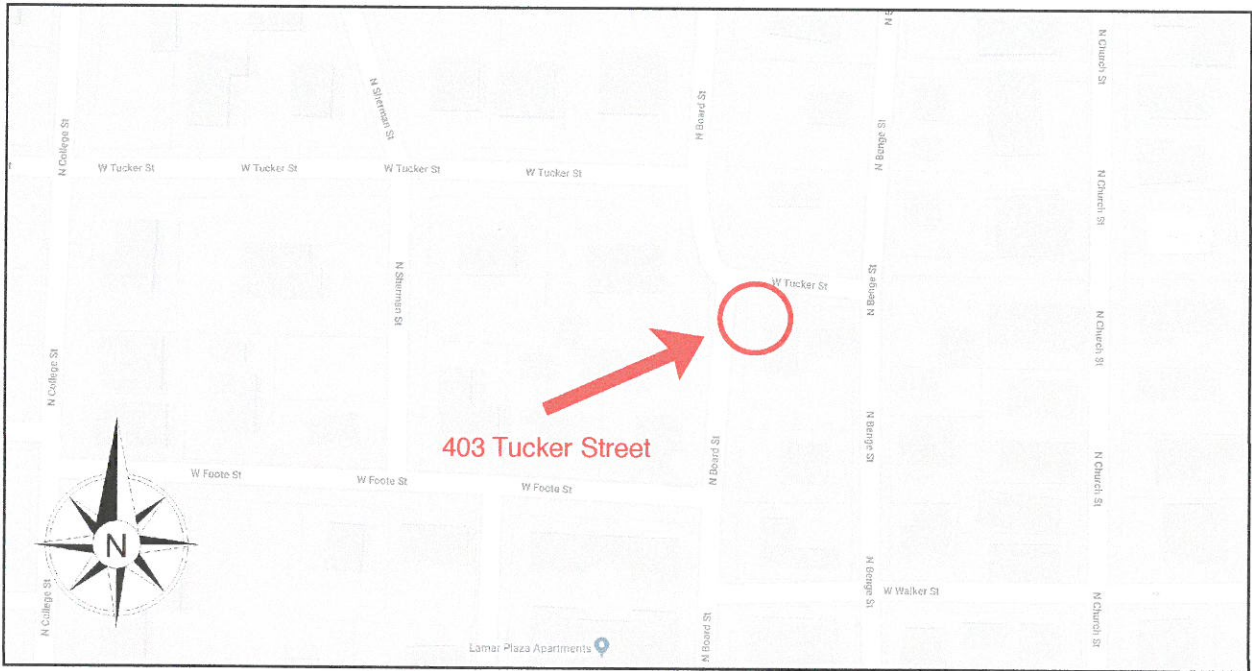 N Church St
N Sherman St
N Board St
N Benge St
N College St
W Tucker St
W Tucker St
W Tucker St
W Tucker St
N Church St
N Sherman St
N Benge St
W Tucker St
N Church St
N College St
403 Tucker Street
N Benge St
N Board St
N Church St
W Foote St
W Foote St
W Foote St
N
N College St
N Benge St
W Walker St
N Church St
N Board St
Lamar Plaza Apartments